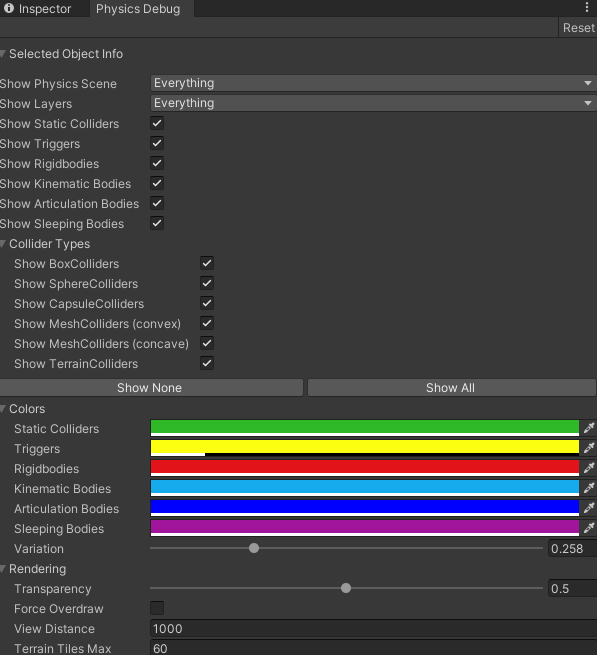 Inspector Physics Debug
Reset
Selected Object Info
Show Physics Scene Everything
Show Layers Everything
Show Static Colliders
Show Triggers
Show Rigidbodies
Show Kinematic Bodies
Show Articulation Bodies
Show Sleeping Bodies
Collider Types
Show BoxColliders
Show SphereColliders
Show CapsuleColliders
Show MeshColliders (convex)
Show MeshColliders (concave)
Show TerrainColliders
Show None Show All
Colors
Static Colliders
Triggers
Rigidbodies
Kinematic Bodies
Articulation Bodies
Sleeping Bodies
Variation 0.258
Rendering
Transparency 0.5
Force Overdraw
View Distance 1000
Terrain Tiles Max 60